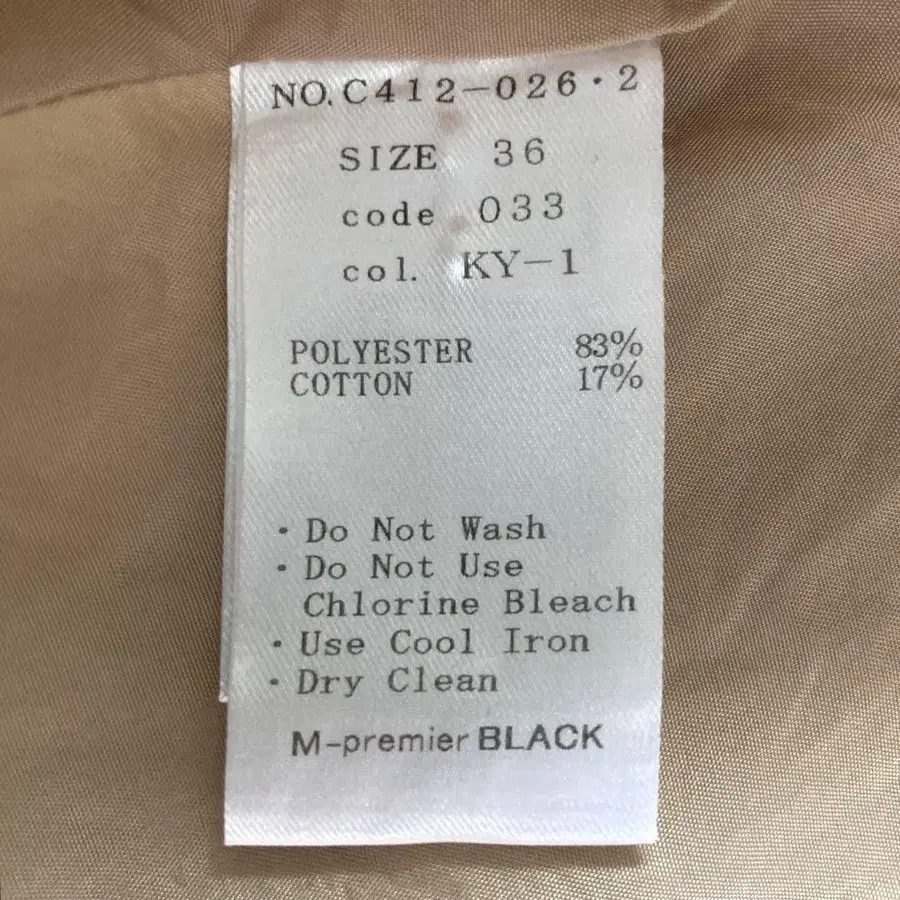 NO. C412-026・2
SIZE 36
code 033
col. KY-1
POLYESTER 83%
COTTON 17%
・Do Not Wash
・Do Not Use
Chlorine Bleach
・Use Cool Iron
・Dry Clean
M-premier BLACK